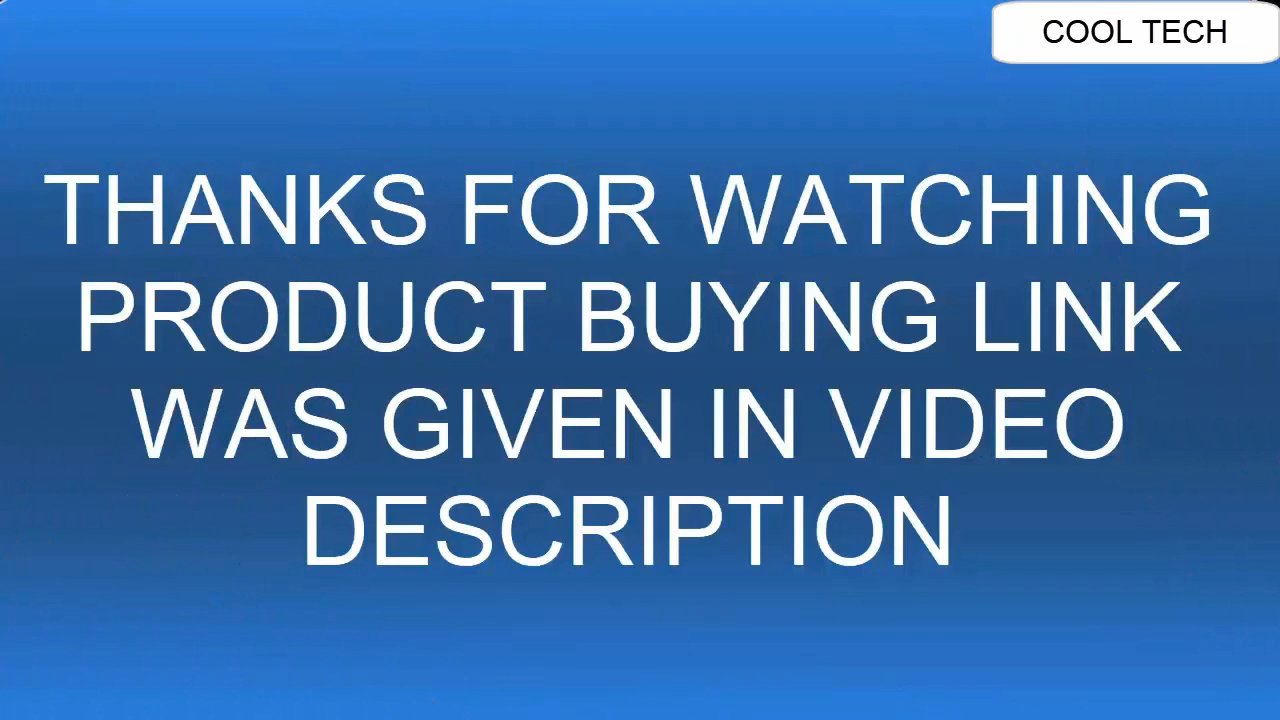 COOL TECH
THANKS FOR WATCHING
PRODUCT BUYING LINK
WAS GIVEN IN VIDEO
DESCRIPTION